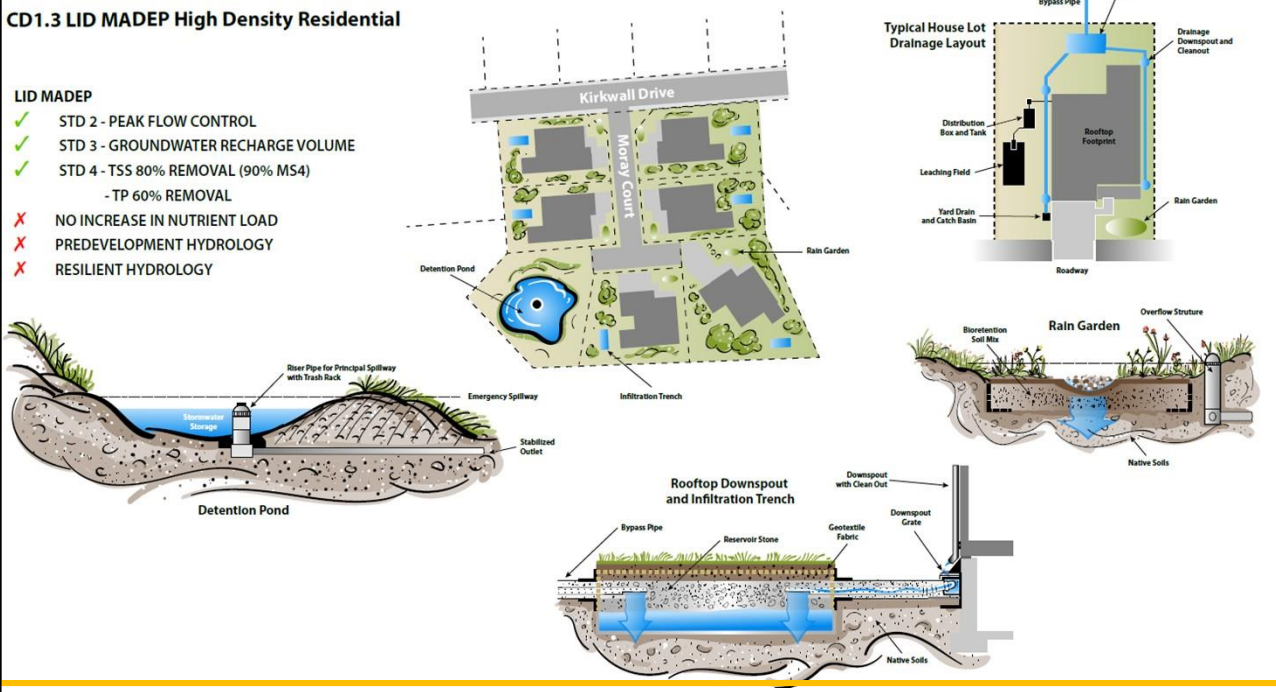 CD1.3 LID MADEP High Density Residential
LID MADEP
✓ STD 2 - PEAK FLOW CONTROL
✓ STD 3 - GROUNDWATER RECHARGE VOLUME
✓ STD 4 - TSS 80% REMOVAL (90% MS4)
- TP 60% REMOVAL
✗ NO INCREASE IN NUTRIENT LOAD
✗ PREDEVELOPMENT HYDROLOGY
✗ RESILIENT HYDROLOGY
Kirkwall Drive
Moray Court
Detention Pond
Rain Garden
Infiltration Trench
Typical House Lot
Drainage Layout
Bypass Pipe
Drainage
Downspout and
Cleanout
Distribution
Box and Tank
Rooftop
Footprint
Leaching Field
Yard Drain
and Catch Basin
Rain Garden
Roadway
Riser Pipe for Principal Spillway
with Trash Rack
Emergency Spillway
Stormwater
Storage
Stabilized
Outlet
Detention Pond
Rain Garden
Overflow Struture
Bioretention
Soil Mix
Native Soils
Rooftop Downspout
and Infiltration Trench
Downspout
with Clean Out
Downspout
Grate
Bypass Pipe
Reservoir Stone
Geotextile
Fabric
Native Soils